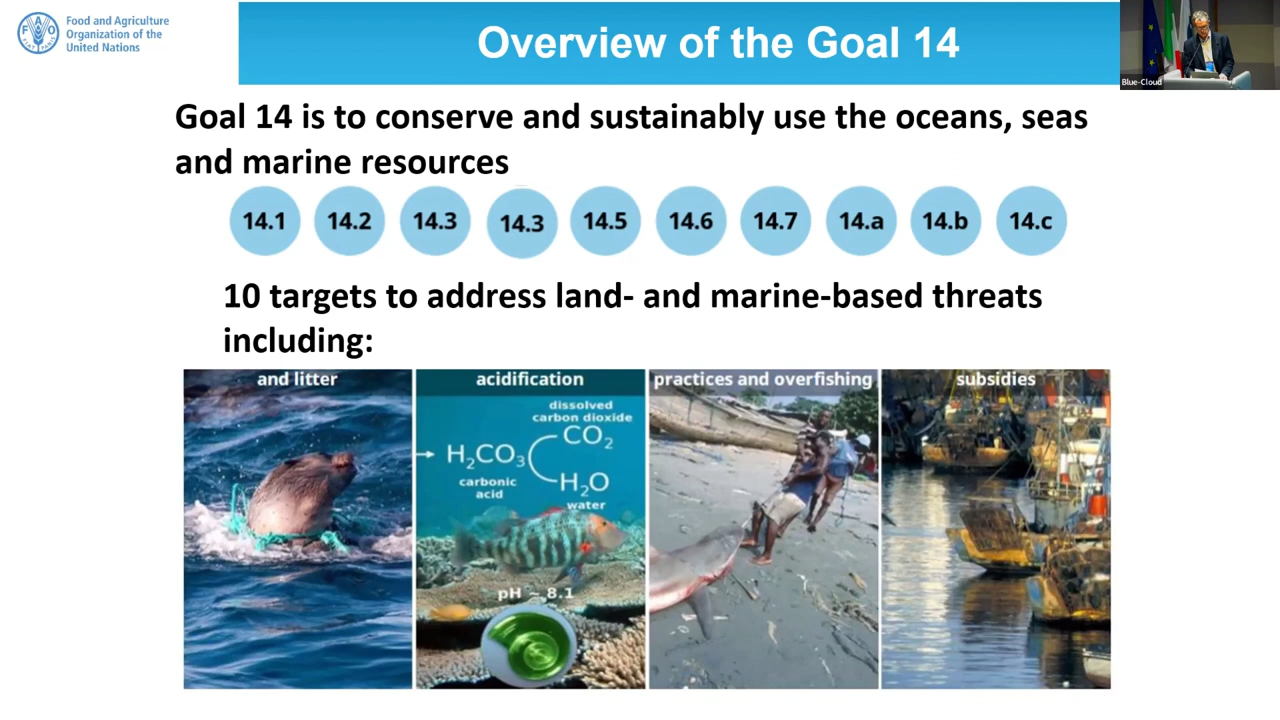 Food and Agriculture
Organization of the
United Nations
Overview of the Goal 14
Blue-Cloud
Goal 14 is to conserve and sustainably use the oceans, seas
and marine resources
14.1 14.2 14.3 14.3 14.5 14.6 14.7 14.a 14.b 14.c
10 targets to address land- and marine-based threats
including:
and litter
acidification
dissolved
carbon dioxide
CO₂
H₂CO₃
carbonic
acid
H₂O
water
pH ~ 8.1
practices and overfishing
subsidies